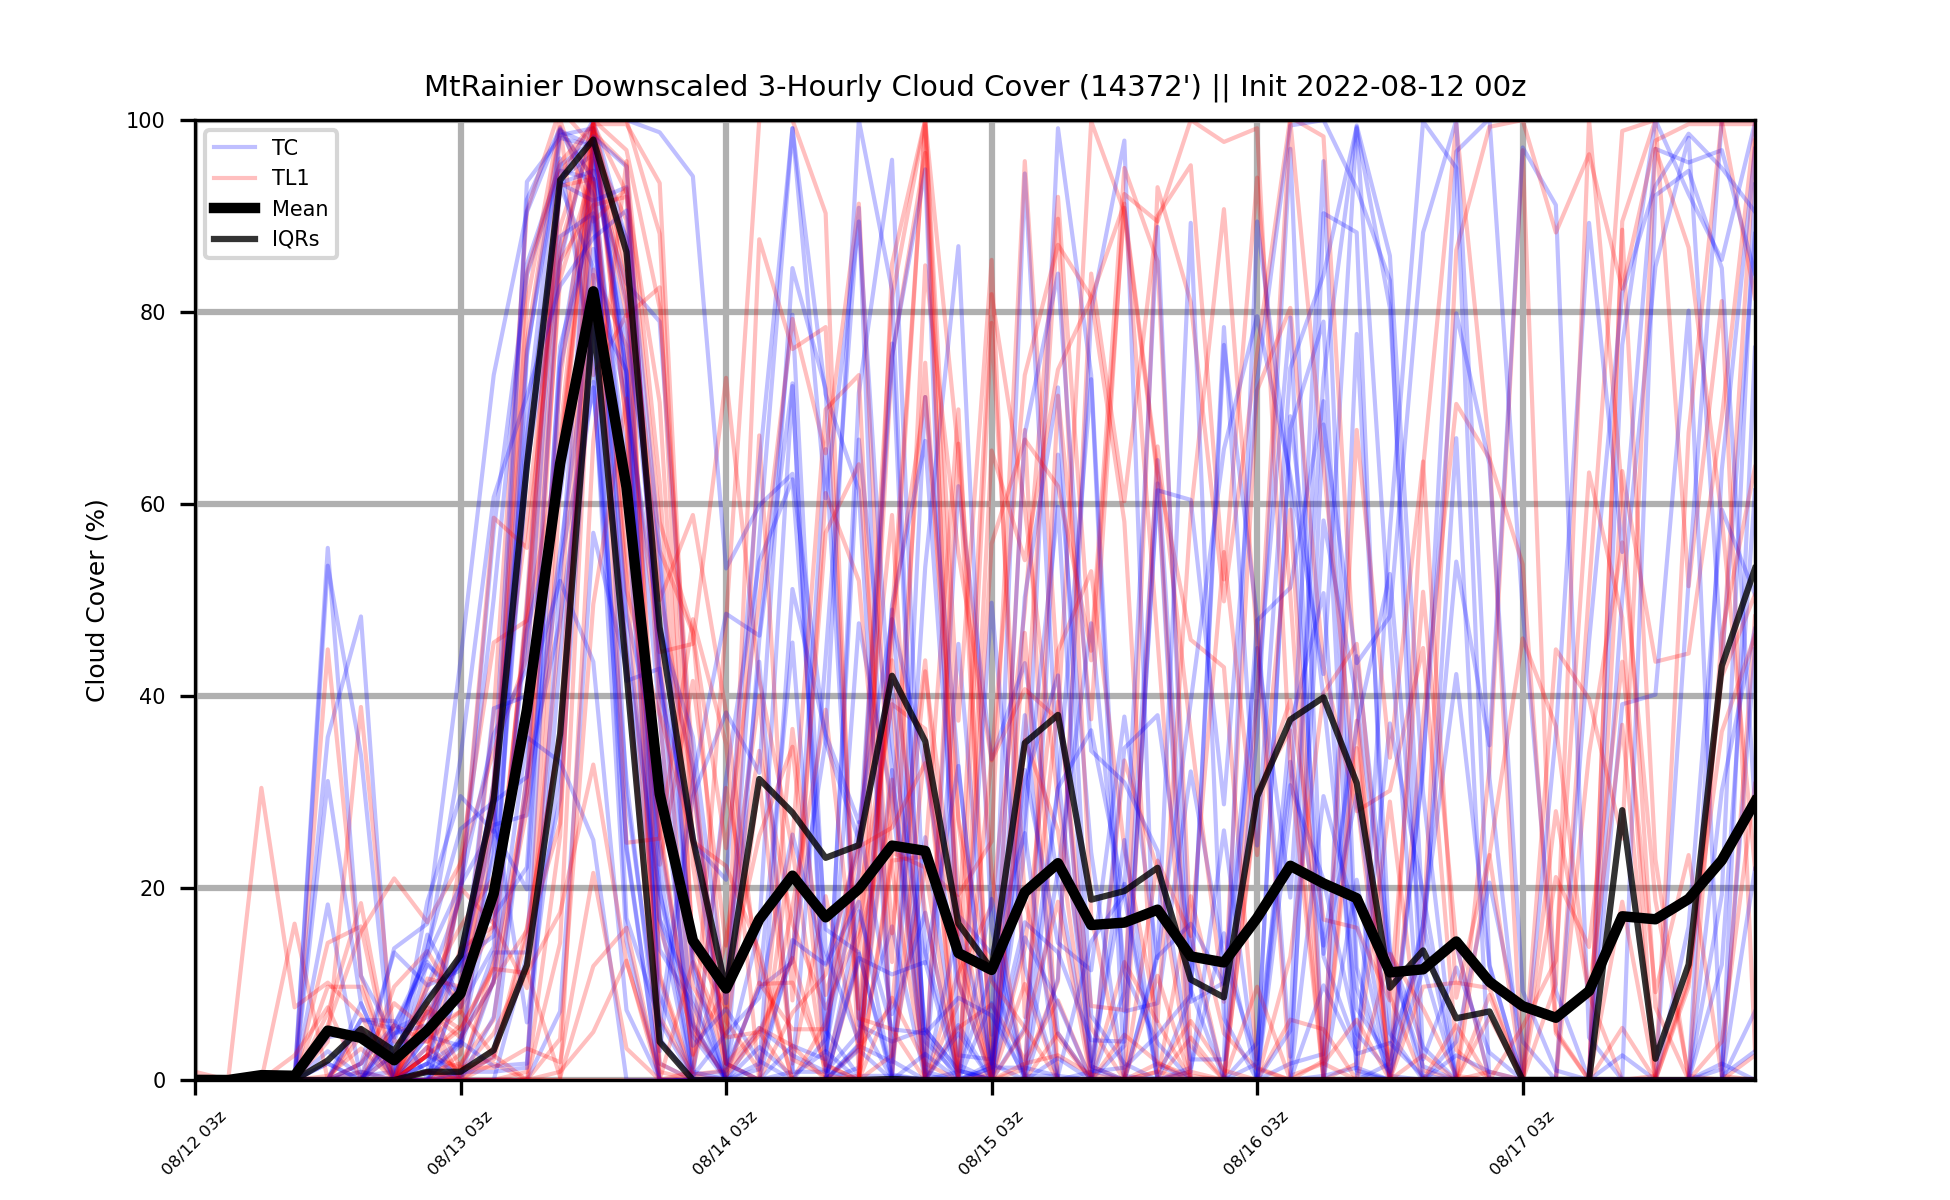 MtRainier Downscaled 3-Hourly Cloud Cover (14372') || Init 2022-08-12 00z
TC
TL1
Mean
IQRs
Cloud Cover (%)
100
80
60
40
20
0
08/12 03z
08/13 03z
08/14 03z
08/15 03z
08/16 03z
08/17 03z